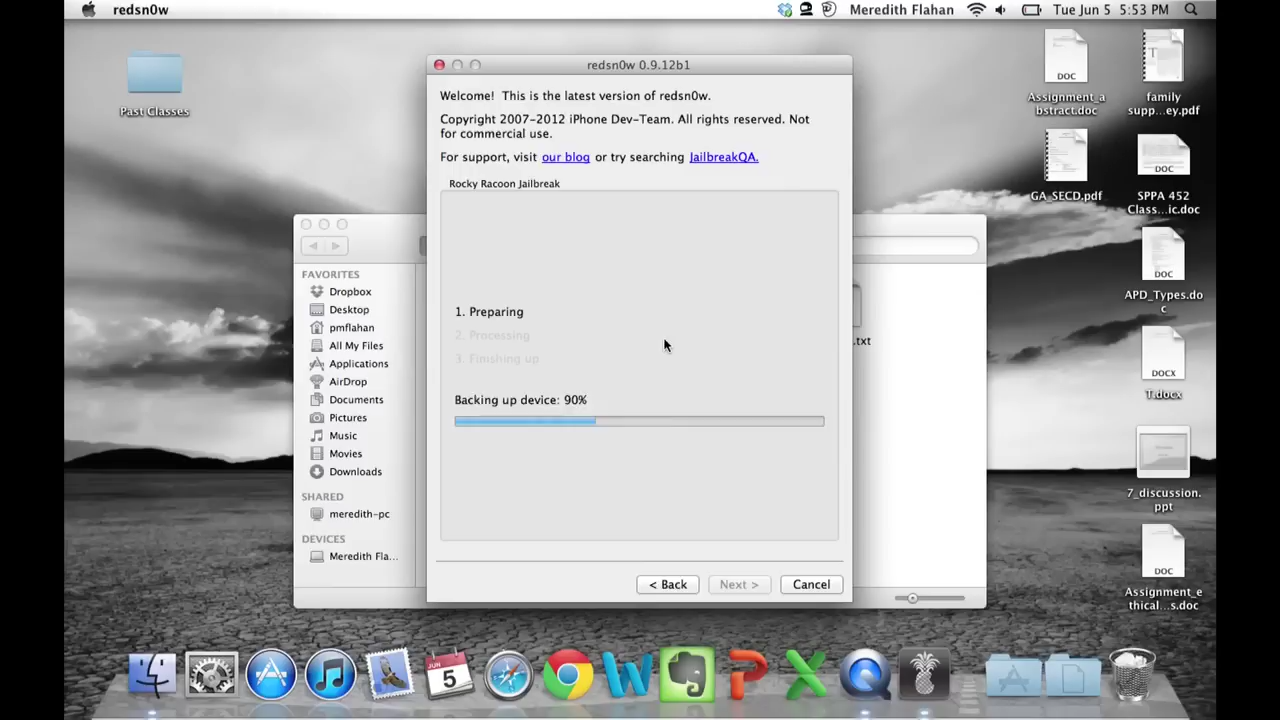 redsn0w
Meredith Flahan
Tue Jun 5 5:53 PM
Past Classes
redsn0w 0.9.12b1
Welcome! This is the latest version of redsn0w.
Copyright 2007-2012 iPhone Dev-Team. All rights reserved. Not
for commercial use.
For support, visit our blog or try searching JailbreakQA.
Rocky Racoon Jailbreak
1. Preparing
2. Processing
3. Finishing up
Backing up device: 90%
< Back
Next >
Cancel
FAVORITES
Dropbox
Desktop
pmflahan
All My Files
Applications
AirDrop
Documents
Pictures
Music
Movies
Downloads
SHARED
meredith-pc
DEVICES
Meredith Fla...
.txt
DOC
Assignment_a
bstract.doc
T
family
supp...ey.pdf
GA_SECD.pdf
DOC
SPPA 452
Class...ic.doc
DOC
APD_Types.do
c
DOCX
T.docx
7_discussion.
ppt
DOC
Assignment_e
thical...s.doc
JUN
5